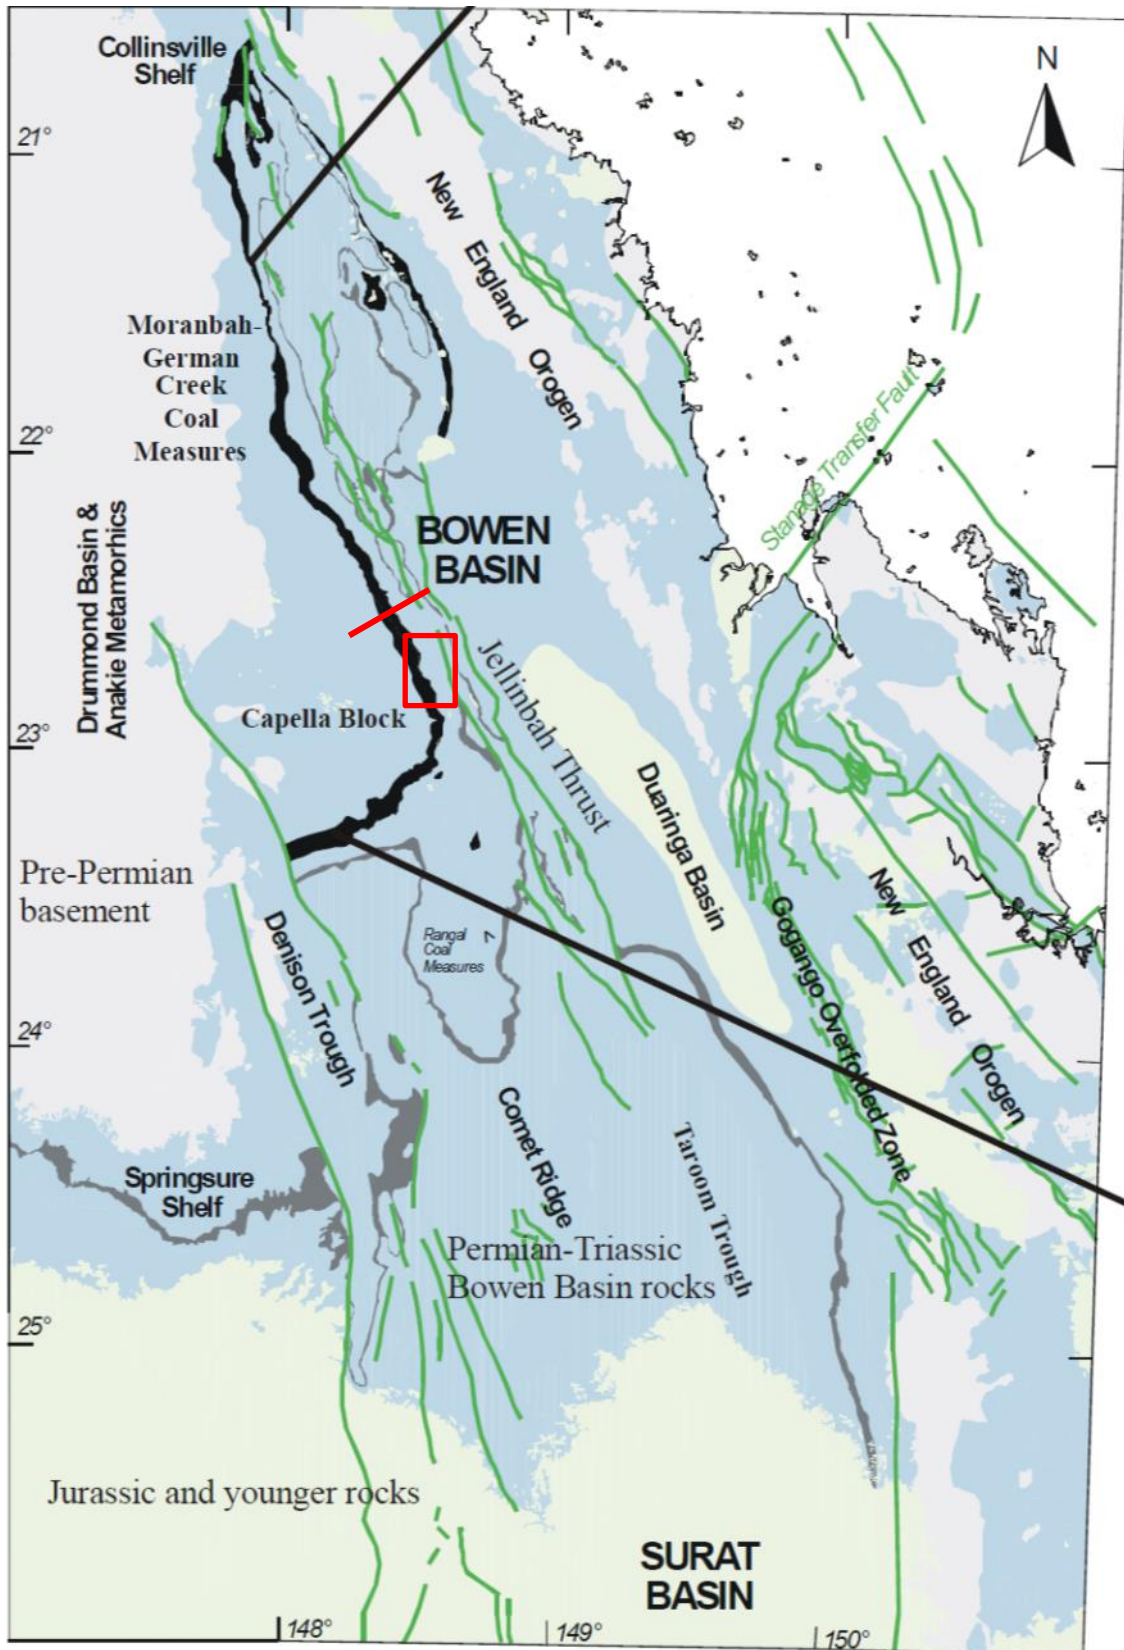 Collinsville
Shelf
N
21°
New England Orogen
Moranbah-
German
Creek
Coal
Measures
Stanage Transfer Fault
22°
Drummond Basin &
Anakie Metamorhics
BOWEN
BASIN
Jellinbah Thrust
Capella Block
23°
Duaringa Basin
Pre-Permian
basement
Denison Trough
Rangal
Coal
Measures
Gogango Overfolded Zone
New England Orogen
24°
Comet Ridge
Taroom Trough
Springsure
Shelf
Permian-Triassic
Bowen Basin rocks
25°
Jurassic and younger rocks
SURAT
BASIN
148°
149°
150°